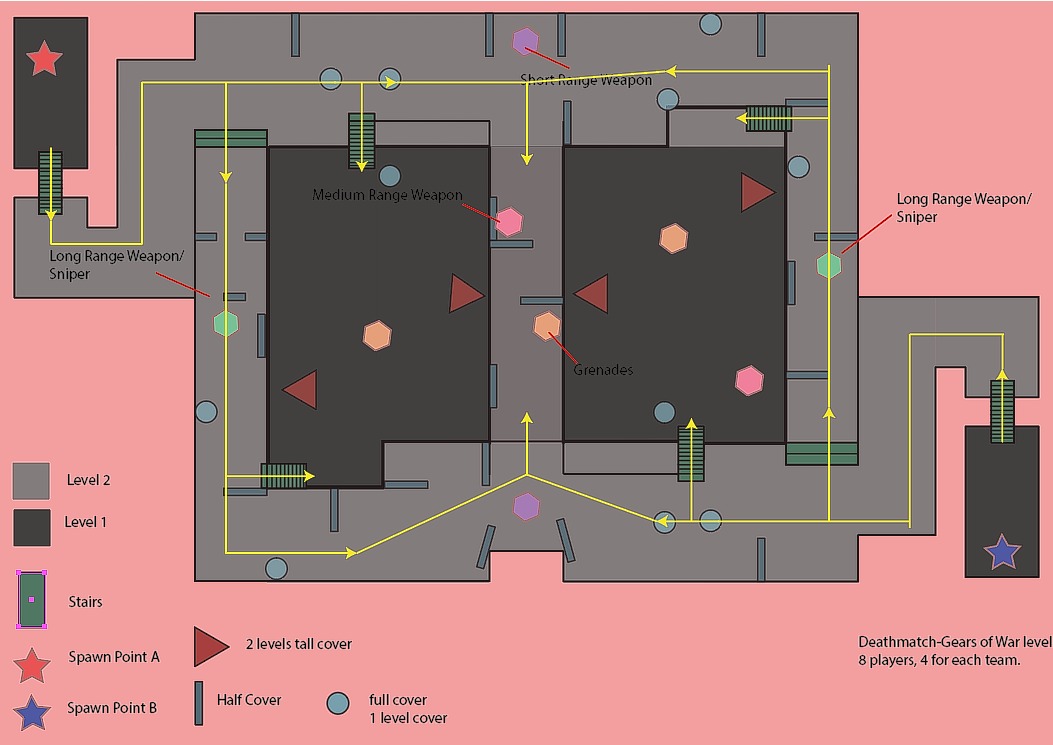 Short Range Weapon
Medium Range Weapon
Long Range Weapon/
Sniper
Long Range Weapon/
Sniper
Grenades
Level 2
Level 1
Stairs
Spawn Point A
Spawn Point B
2 levels tall cover
Half Cover
full cover
1 level cover
Deathmatch-Gears of War level
8 players, 4 for each team.